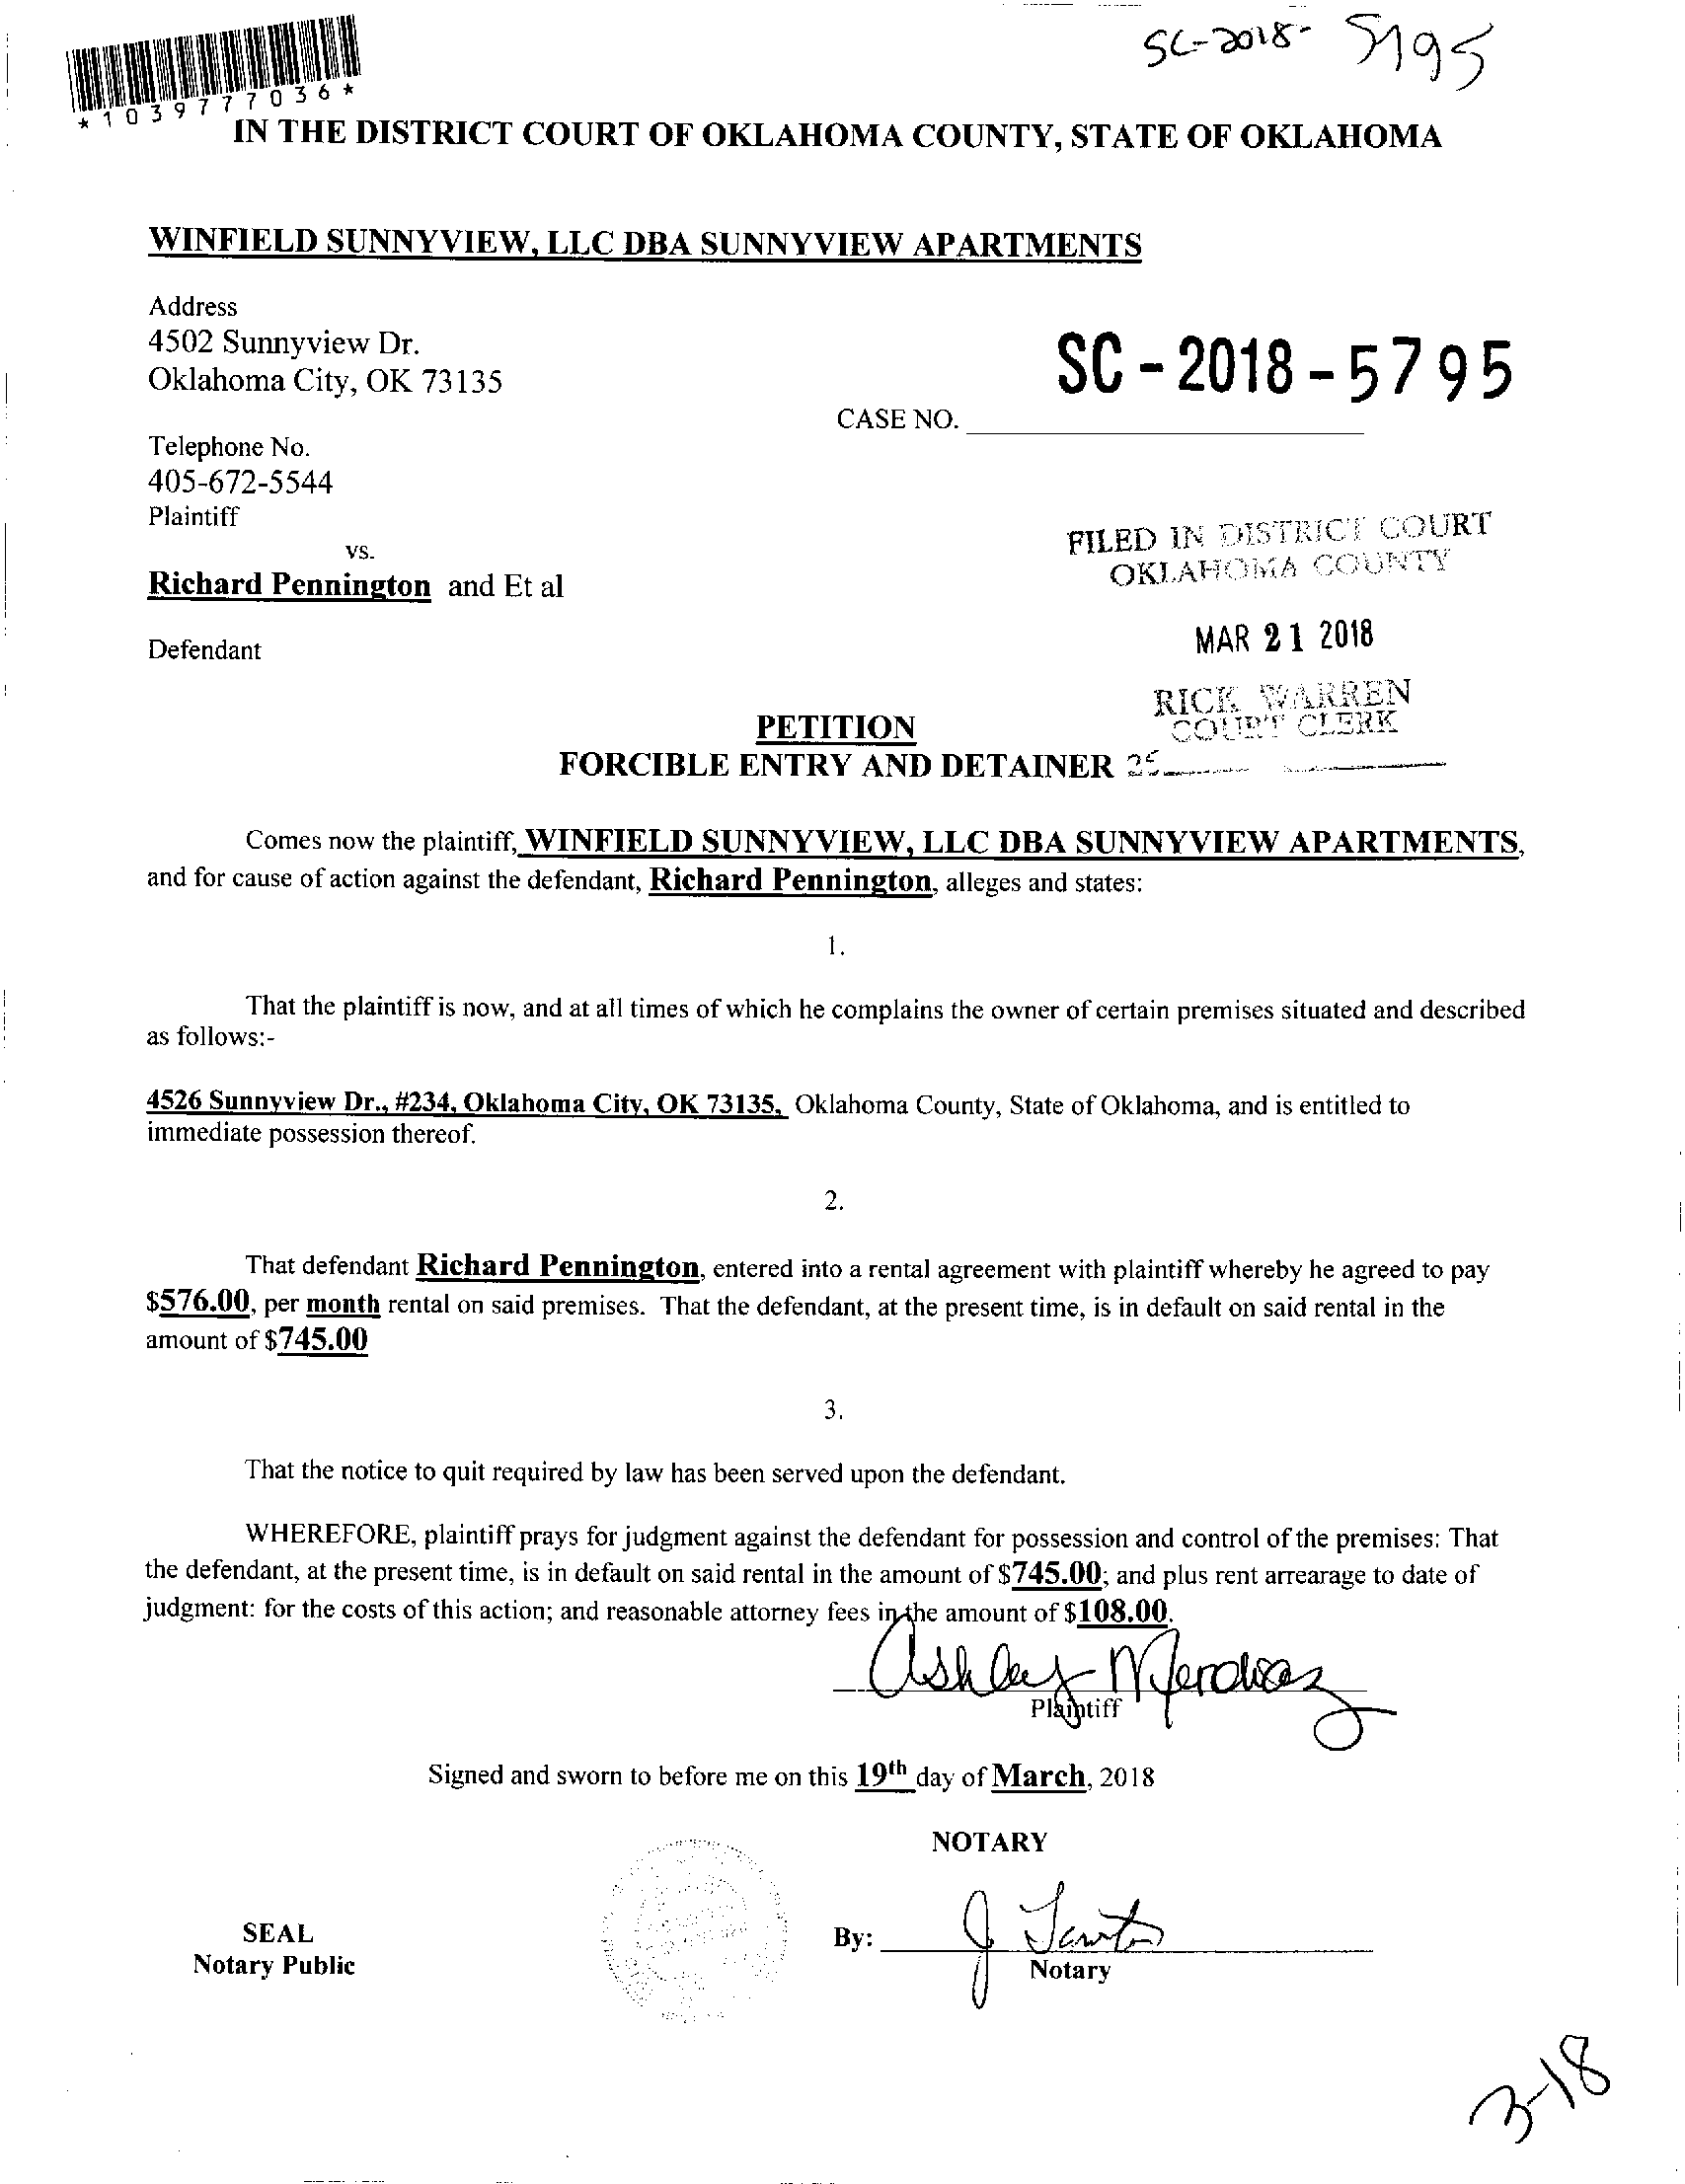 SC-2018- 5795
*1039777036*
IN THE DISTRICT COURT OF OKLAHOMA COUNTY, STATE OF OKLAHOMA
WINFIELD SUNNYVIEW, LLC DBA SUNNYVIEW APARTMENTS
Address
4502 Sunnyview Dr.
Oklahoma City, OK 73135
SC - 2018 - 5795
CASE NO.
Telephone No.
405-672-5544
Plaintiff
vs.
Richard Pennington and Et al
Defendant
FILED IN DISTRICT COURT
OKLAHOMA COUNTY
MAR 21 2018
RICK WARREN
COURT CLERK
PETITION
FORCIBLE ENTRY AND DETAINER
Comes now the plaintiff, WINFIELD SUNNYVIEW, LLC DBA SUNNYVIEW APARTMENTS,
and for cause of action against the defendant, Richard Pennington, alleges and states:
1.
That the plaintiff is now, and at all times of which he complains the owner of certain premises situated and described
as follows:-
4526 Sunnyview Dr., #234, Oklahoma City, OK 73135, Oklahoma County, State of Oklahoma, and is entitled to
immediate possession thereof.
2.
That defendant Richard Pennington, entered into a rental agreement with plaintiff whereby he agreed to pay
$576.00, per month rental on said premises. That the defendant, at the present time, is in default on said rental in the
amount of $745.00
3.
That the notice to quit required by law has been served upon the defendant.
WHEREFORE, plaintiff prays for judgment against the defendant for possession and control of the premises: That
the defendant, at the present time, is in default on said rental in the amount of $745.00; and plus rent arrearage to date of
judgment: for the costs of this action; and reasonable attorney fees in the amount of $108.00.
Ashley
Plaintiff
Signed and sworn to before me on this 19th day of March, 2018
NOTARY
SEAL
Notary Public
By: J
Notary
3-18